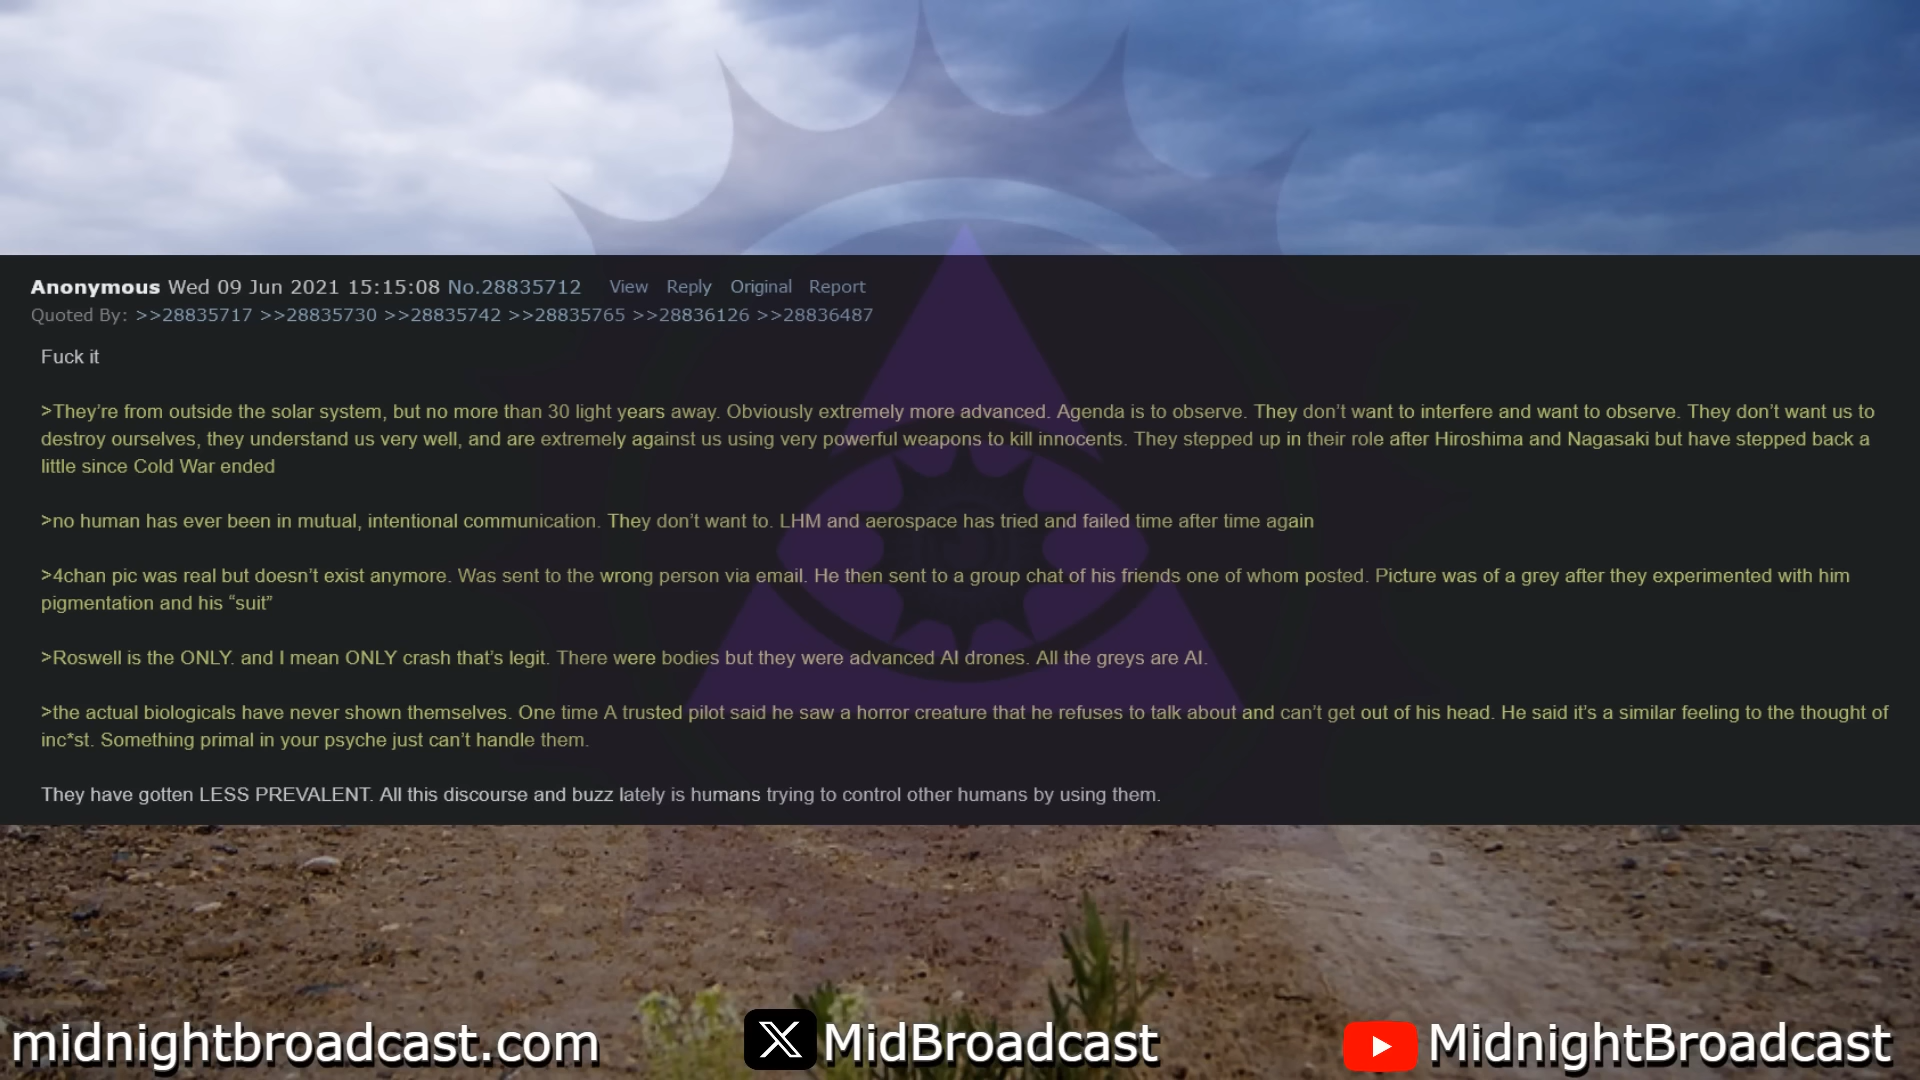 Anonymous Wed 09 Jun 2021 15:15:08 No.28835712 View Reply Original Report
Quoted By: >>28835717 >>28835730 >>28835742 >>28835765 >>28836126 >>28836487
Fuck it
>They’re from outside the solar system, but no more than 30 light years away. Obviously extremely more advanced. Agenda is to observe. They don’t want to interfere and want to observe. They don’t want us to
destroy ourselves, they understand us very well, and are extremely against us using very powerful weapons to kill innocents. They stepped up in their role after Hiroshima and Nagasaki but have stepped back a
little since Cold War ended
>no human has ever been in mutual, intentional communication. They don’t want to. LHM and aerospace has tried and failed time after time again
>4chan pic was real but doesn’t exist anymore. Was sent to the wrong person via email. He then sent to a group chat of his friends one of whom posted. Picture was of a grey after they experimented with him
pigmentation and his “suit”
>Roswell is the ONLY. and I mean ONLY crash that’s legit. There were bodies but they were advanced AI drones. All the greys are AI.
>the actual biologicals have never shown themselves. One time A trusted pilot said he saw a horror creature that he refuses to talk about and can’t get out of his head. He said it’s a similar feeling to the thought of
inc*st. Something primal in your psyche just can’t handle them.
They have gotten LESS PREVALENT. All this discourse and buzz lately is humans trying to control other humans by using them.
midnightbroadcast.com MidBroadcast MidnightBroadcast